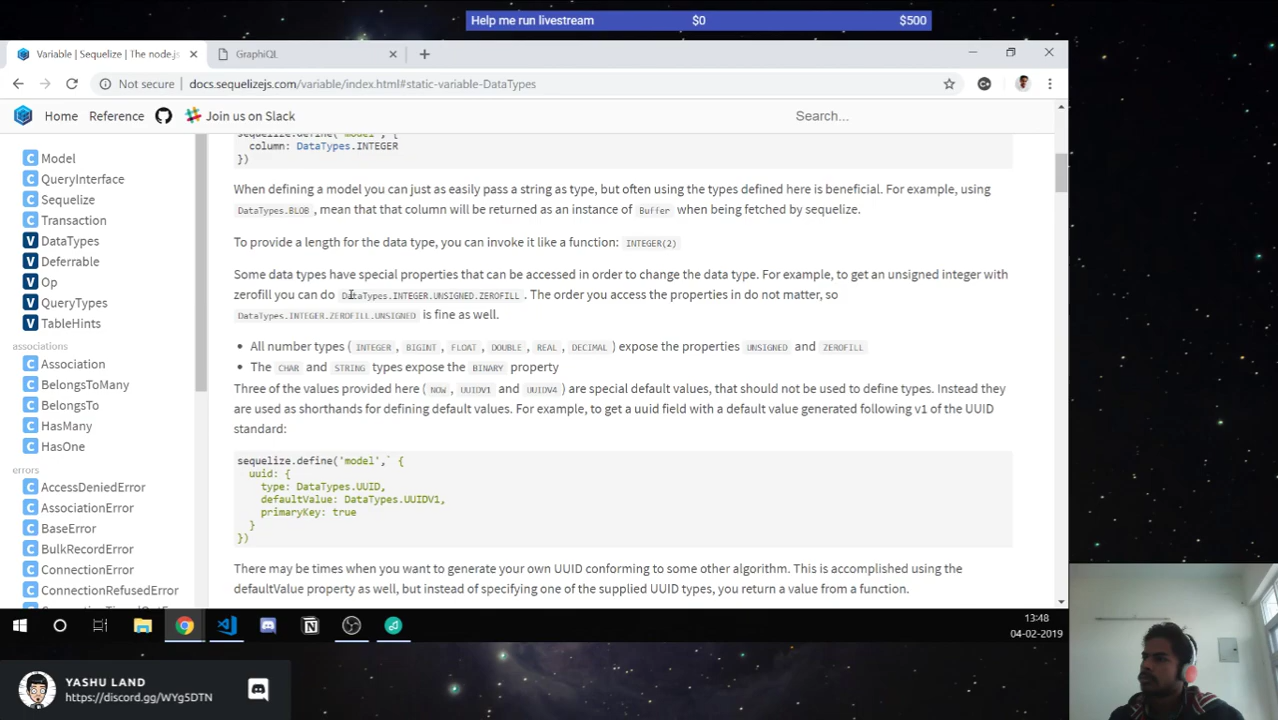 Help me run livestream $0 $500
Variable | Sequelize | The node.js
GraphiQL
Not secure docs.sequelizejs.com/variable/index.html#static-variable-DataTypes
Home Reference Join us on Slack Search...
Model
QueryInterface
Sequelize
Transaction
DataTypes
Deferrable
Op
QueryTypes
TableHints
associations
Association
BelongsToMany
BelongsTo
HasMany
HasOne
errors
AccessDeniedError
AssociationError
BaseError
BulkRecordError
ConnectionError
ConnectionRefusedError
sequelize.define('model', {
column: DataTypes.INTEGER
})
When defining a model you can just as easily pass a string as type, but often using the types defined here is beneficial. For example, using
DataTypes.BLOB , mean that that column will be returned as an instance of Buffer when being fetched by sequelize.
To provide a length for the data type, you can invoke it like a function: INTEGER(2)
Some data types have special properties that can be accessed in order to change the data type. For example, to get an unsigned integer with
zerofill you can do DataTypes.INTEGER.UNSIGNED.ZEROFILL . The order you access the properties in do not matter, so
DataTypes.INTEGER.ZEROFILL.UNSIGNED is fine as well.
• All number types ( INTEGER , BIGINT , FLOAT , DOUBLE , REAL , DECIMAL ) expose the properties UNSIGNED and ZEROFILL
• The CHAR and STRING types expose the BINARY property
Three of the values provided here ( NOW , UUIDV1 and UUIDV4 ) are special default values, that should not be used to define types. Instead they
are used as shorthands for defining default values. For example, to get a uuid field with a default value generated following v1 of the UUID
standard:
sequelize.define('model',` {
uuid: {
type: DataTypes.UUID,
defaultValue: DataTypes.UUIDV1,
primaryKey: true
}
})
There may be times when you want to generate your own UUID conforming to some other algorithm. This is accomplished using the
defaultValue property as well, but instead of specifying one of the supplied UUID types, you return a value from a function.
13:48
04-02-2019
YASHU LAND
https://discord.gg/WYg5DTN